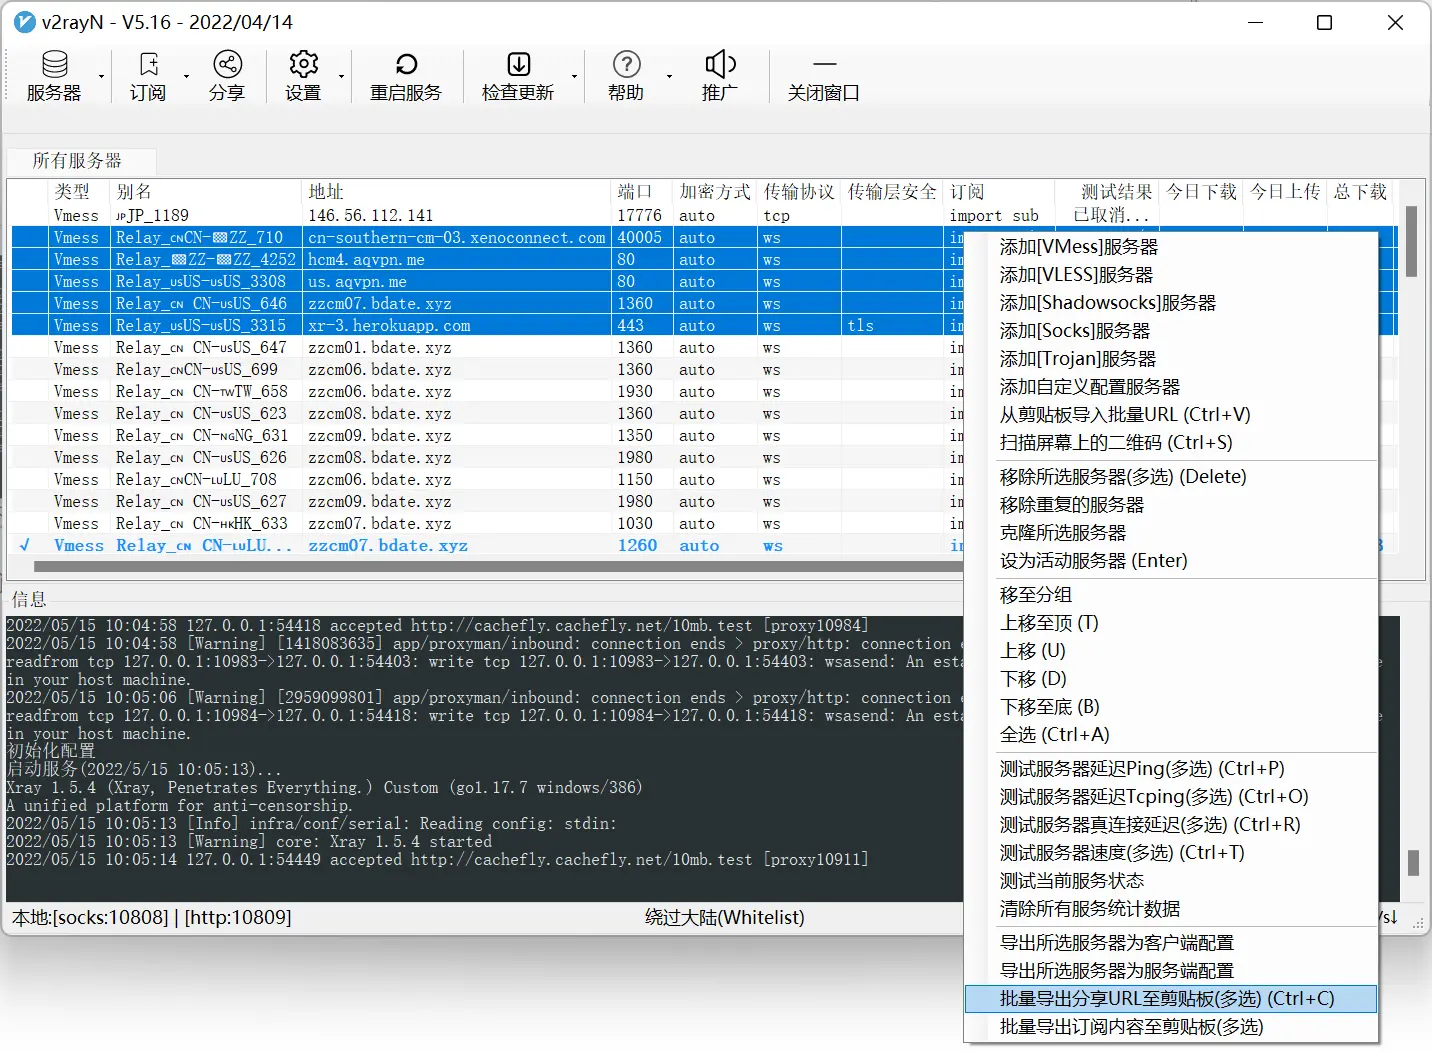 v2rayN - V5.16 - 2022/04/14
服务器 订阅 分享 设置 重启服务 检查更新 帮助 推广 关闭窗口
所有服务器
类型 别名 地址 端口 加密方式 传输协议 传输层安全 订阅 测试结果 今日下载 今日上传 总下载
Vmess JPJP_1189 146.56.112.141 17776 auto tcp import sub 已取消...
Vmess Relay_CNCN-ZZ_710 cn-southern-cm-03.xenoconnect.com 40005 auto ws
Vmess Relay_ZZ-ZZ_4252 hcm4.aqvpn.me 80 auto ws
Vmess Relay_USUS-USUS_3308 us.aqvpn.me 80 auto ws
Vmess Relay_CN CN-USUS_646 zzcm07.bdate.xyz 1360 auto ws
Vmess Relay_USUS-USUS_3315 xr-3.herokuapp.com 443 auto ws tls
Vmess Relay_CN CN-USUS_647 zzcm01.bdate.xyz 1360 auto ws
Vmess Relay_CNCN-USUS_699 zzcm06.bdate.xyz 1360 auto ws
Vmess Relay_CN CN-TWTW_658 zzcm06.bdate.xyz 1930 auto ws
Vmess Relay_CN CN-USUS_623 zzcm08.bdate.xyz 1360 auto ws
Vmess Relay_CN CN-NGNG_631 zzcm09.bdate.xyz 1350 auto ws
Vmess Relay_CN CN-USUS_626 zzcm08.bdate.xyz 1980 auto ws
Vmess Relay_CNCN-LULU_708 zzcm06.bdate.xyz 1150 auto ws
Vmess Relay_CN CN-USUS_627 zzcm09.bdate.xyz 1980 auto ws
Vmess Relay_CN CN-HKHK_633 zzcm07.bdate.xyz 1030 auto ws
√ Vmess Relay_CN CN-LULU... zzcm07.bdate.xyz 1260 auto ws
信息
2022/05/15 10:04:58 127.0.0.1:54418 accepted http://cachefly.cachefly.net/10mb.test [proxy10984]
2022/05/15 10:04:58 [Warning] [1418083635] app/proxyman/inbound: connection ends > proxy/http: connection
readfrom tcp 127.0.0.1:10983->127.0.0.1:54403: write tcp 127.0.0.1:10983->127.0.0.1:54403: wsasend: An esta
in your host machine.
2022/05/15 10:05:06 [Warning] [2959099801] app/proxyman/inbound: connection ends > proxy/http: connection
readfrom tcp 127.0.0.1:10984->127.0.0.1:54418: write tcp 127.0.0.1:10984->127.0.0.1:54418: wsasend: An esta
in your host machine.
初始化配置
启动服务(2022/5/15 10:05:13)...
Xray 1.5.4 (Xray, Penetrates Everything.) Custom (go1.17.7 windows/386)
A unified platform for anti-censorship.
2022/05/15 10:05:13 [Info] infra/conf/serial: Reading config: stdin:
2022/05/15 10:05:13 [Warning] core: Xray 1.5.4 started
2022/05/15 10:05:14 127.0.0.1:54449 accepted http://cachefly.cachefly.net/10mb.test [proxy10911]
本地:[socks:10808] | [http:10809] 绕过大陆(Whitelist) /s↓
添加[VMess]服务器
添加[VLESS]服务器
添加[Shadowsocks]服务器
添加[Socks]服务器
添加[Trojan]服务器
添加自定义配置服务器
从剪贴板导入批量URL (Ctrl+V)
扫描屏幕上的二维码 (Ctrl+S)
移除所选服务器(多选) (Delete)
移除重复的服务器
克隆所选服务器
设为活动服务器 (Enter)
移至分组
上移至顶 (T)
上移 (U)
下移 (D)
下移至底 (B)
全选 (Ctrl+A)
测试服务器延迟Ping(多选) (Ctrl+P)
测试服务器延迟Tcping(多选) (Ctrl+O)
测试服务器真连接延迟(多选) (Ctrl+R)
测试服务器速度(多选) (Ctrl+T)
测试当前服务状态
清除所有服务统计数据
导出所选服务器为客户端配置
导出所选服务器为服务端配置
批量导出分享URL至剪贴板(多选) (Ctrl+C)
批量导出订阅内容至剪贴板(多选)